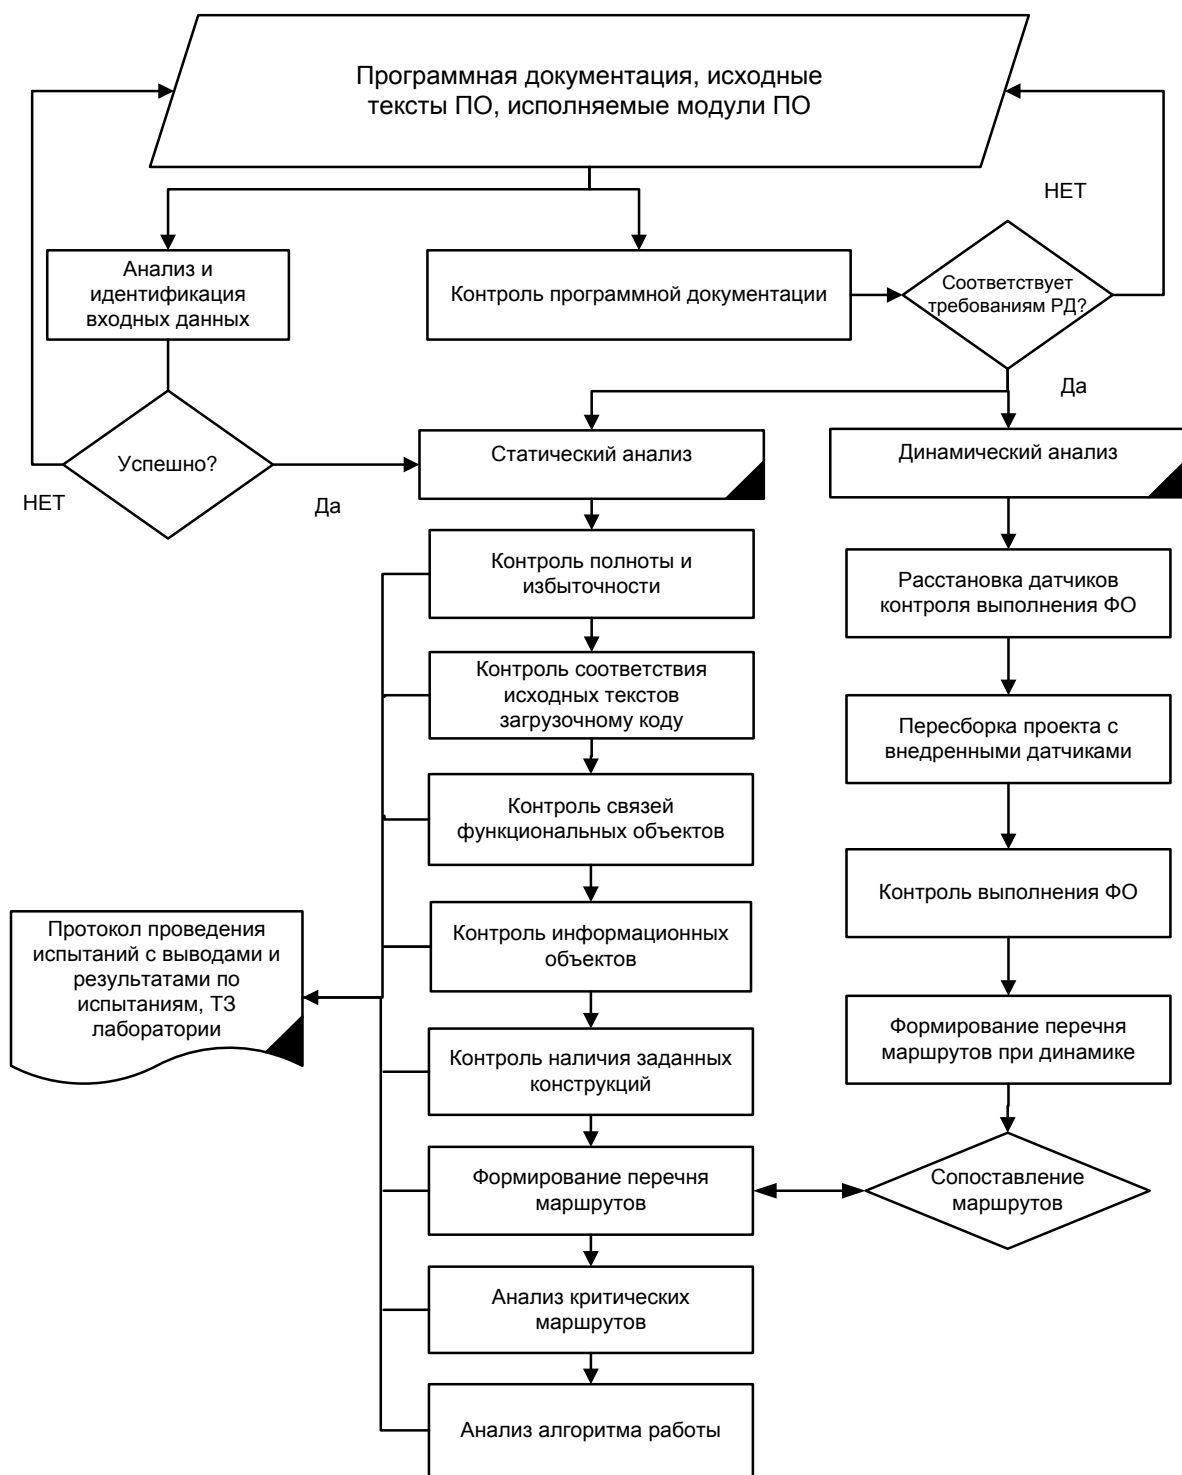 Программная документация, исходные
тексты ПО, исполняемые модули ПО
НЕТ
Анализ и
идентификация
входных данных
Контроль программной документации
Соответствует
требованиям РД?
Да
Успешно?
НЕТ
Да
Статический анализ
Динамический анализ
Контроль полноты и
избыточности
Расстановка датчиков
контроля выполнения ФО
Контроль соответствия
исходных текстов
загрузочному коду
Пересборка проекта с
внедренными датчиками
Контроль связей
функциональных объектов
Контроль выполнения ФО
Протокол проведения
испытаний с выводами и
результатами по
испытаниям, ТЗ
лаборатории
Контроль информационных
объектов
Формирование перечня
маршрутов при динамике
Контроль наличия заданных
конструкций
Формирование перечня
маршрутов
Сопоставление
маршрутов
Анализ критических
маршрутов
Анализ алгоритма работы